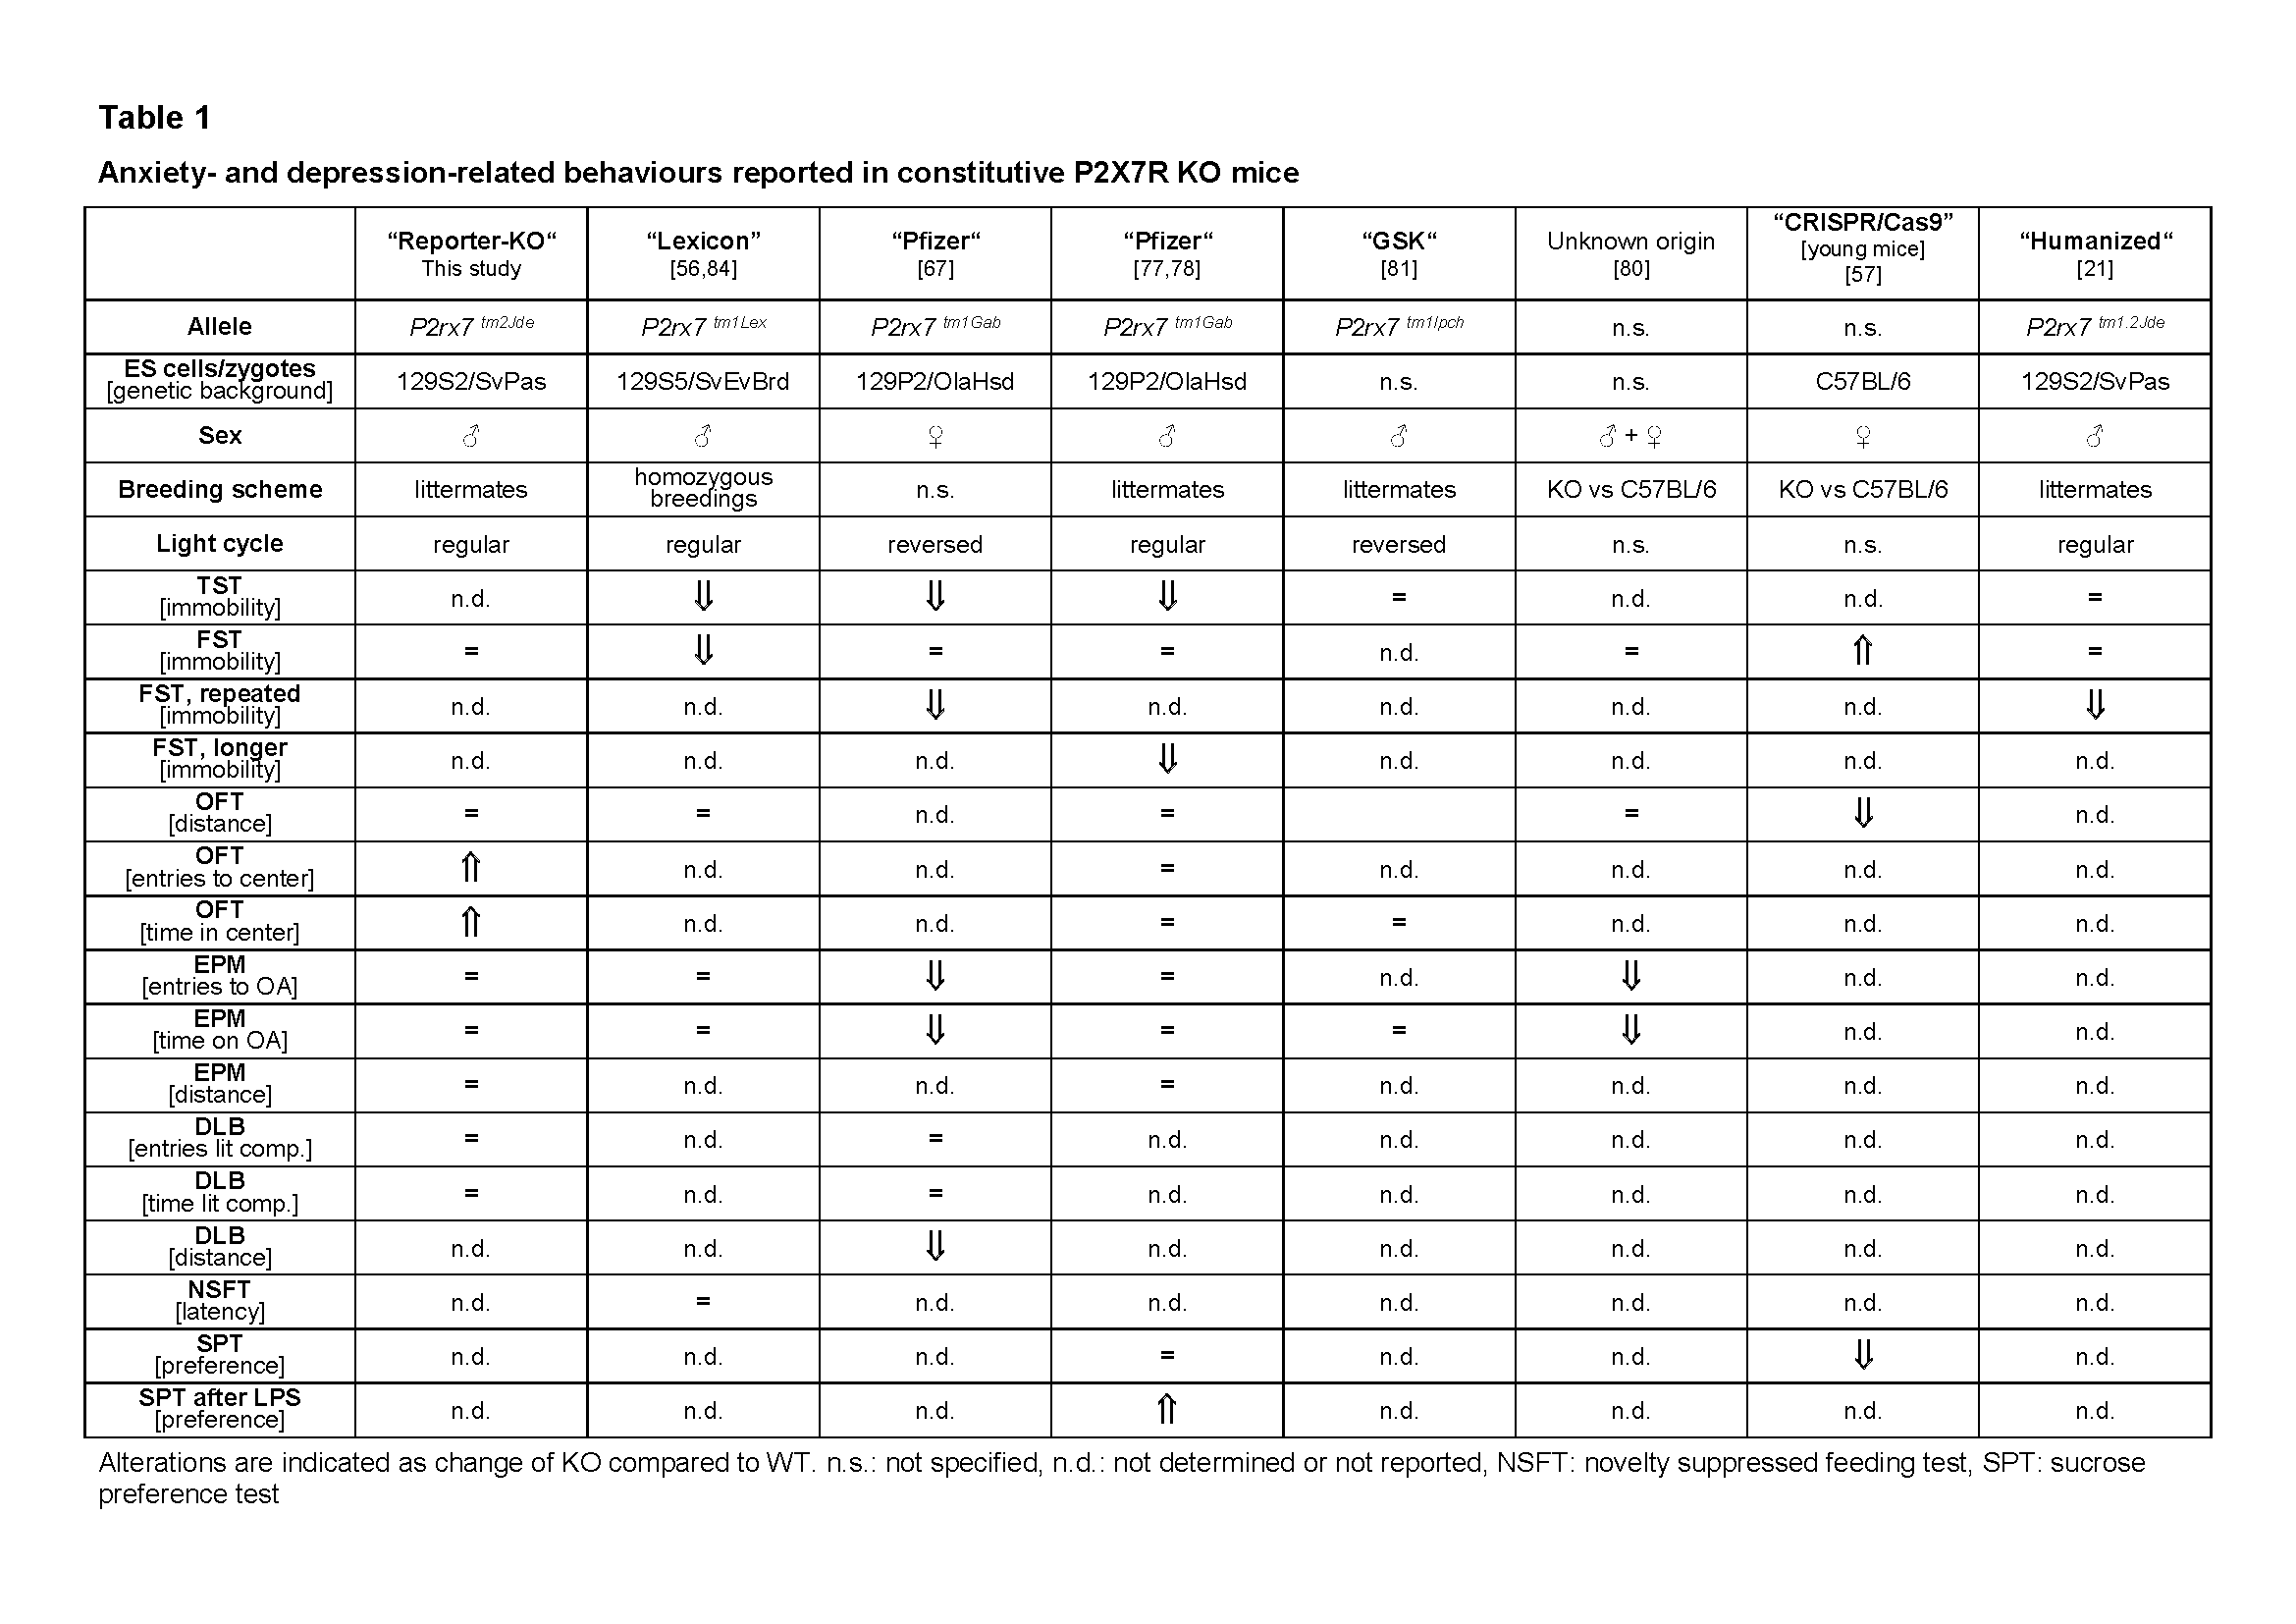 Table 1
Anxiety- and depression-related behaviours reported in constitutive P2X7R KO mice
“Reporter-KO“ This study “Lexicon” [56,84] “Pfizer“ [67] “Pfizer“ [77,78] “GSK“ [81] Unknown origin [80] “CRISPR/Cas9” [young mice] [57] “Humanized“ [21]
Allele P2rx7 tm2Jde P2rx7 tm1Lex P2rx7 tm1Gab P2rx7 tm1Gab P2rx7 tm1Ipch n.s. n.s. P2rx7 tm1.2Jde
ES cells/zygotes [genetic background] 129S2/SvPas 129S5/SvEvBrd 129P2/OlaHsd 129P2/OlaHsd n.s. n.s. C57BL/6 129S2/SvPas
Sex ♂ ♂ ♀ ♂ ♂ ♂ + ♀ ♀ ♂
Breeding scheme littermates homozygous breedings n.s. littermates littermates KO vs C57BL/6 KO vs C57BL/6 littermates
Light cycle regular regular reversed regular reversed n.s. n.s. regular
TST [immobility] n.d. ⇓ ⇓ ⇓ = n.d. n.d. =
FST [immobility] = ⇓ = = n.d. = ⇑ =
FST, repeated [immobility] n.d. n.d. ⇓ n.d. n.d. n.d. n.d. ⇓
FST, longer [immobility] n.d. n.d. n.d. ⇓ n.d. n.d. n.d. n.d.
OFT [distance] = = n.d. = = ⇓ n.d.
OFT [entries to center] ⇑ n.d. n.d. = n.d. n.d. n.d. n.d.
OFT [time in center] ⇑ n.d. n.d. = = n.d. n.d. n.d.
EPM [entries to OA] = = ⇓ = n.d. ⇓ n.d. n.d.
EPM [time on OA] = = ⇓ = = ⇓ n.d. n.d.
EPM [distance] = n.d. n.d. = n.d. n.d. n.d. n.d.
DLB [entries lit comp.] = n.d. = n.d. n.d. n.d. n.d. n.d.
DLB [time lit comp.] = n.d. = n.d. n.d. n.d. n.d. n.d.
DLB [distance] n.d. n.d. ⇓ n.d. n.d. n.d. n.d. n.d.
NSFT [latency] n.d. = n.d. n.d. n.d. n.d. n.d. n.d.
SPT [preference] n.d. n.d. n.d. = n.d. n.d. ⇓ n.d.
SPT after LPS [preference] n.d. n.d. n.d. ⇑ n.d. n.d. n.d. n.d.
Alterations are indicated as change of KO compared to WT. n.s.: not specified, n.d.: not determined or not reported, NSFT: novelty suppressed feeding test, SPT: sucrose
preference test